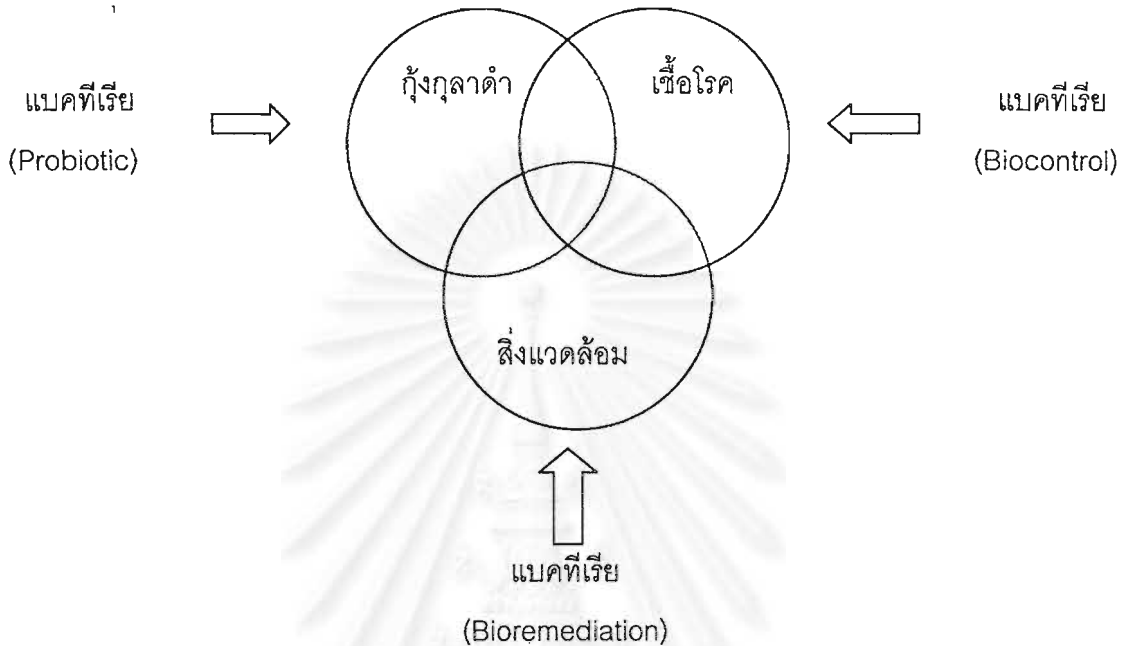 กุ้งกุลาดำ
เชื้อโรค
แบคทีเรีย
(Probiotic)
แบคทีเรีย
(Biocontrol)
สิ่งแวดล้อม
แบคทีเรีย
(Bioremediation)